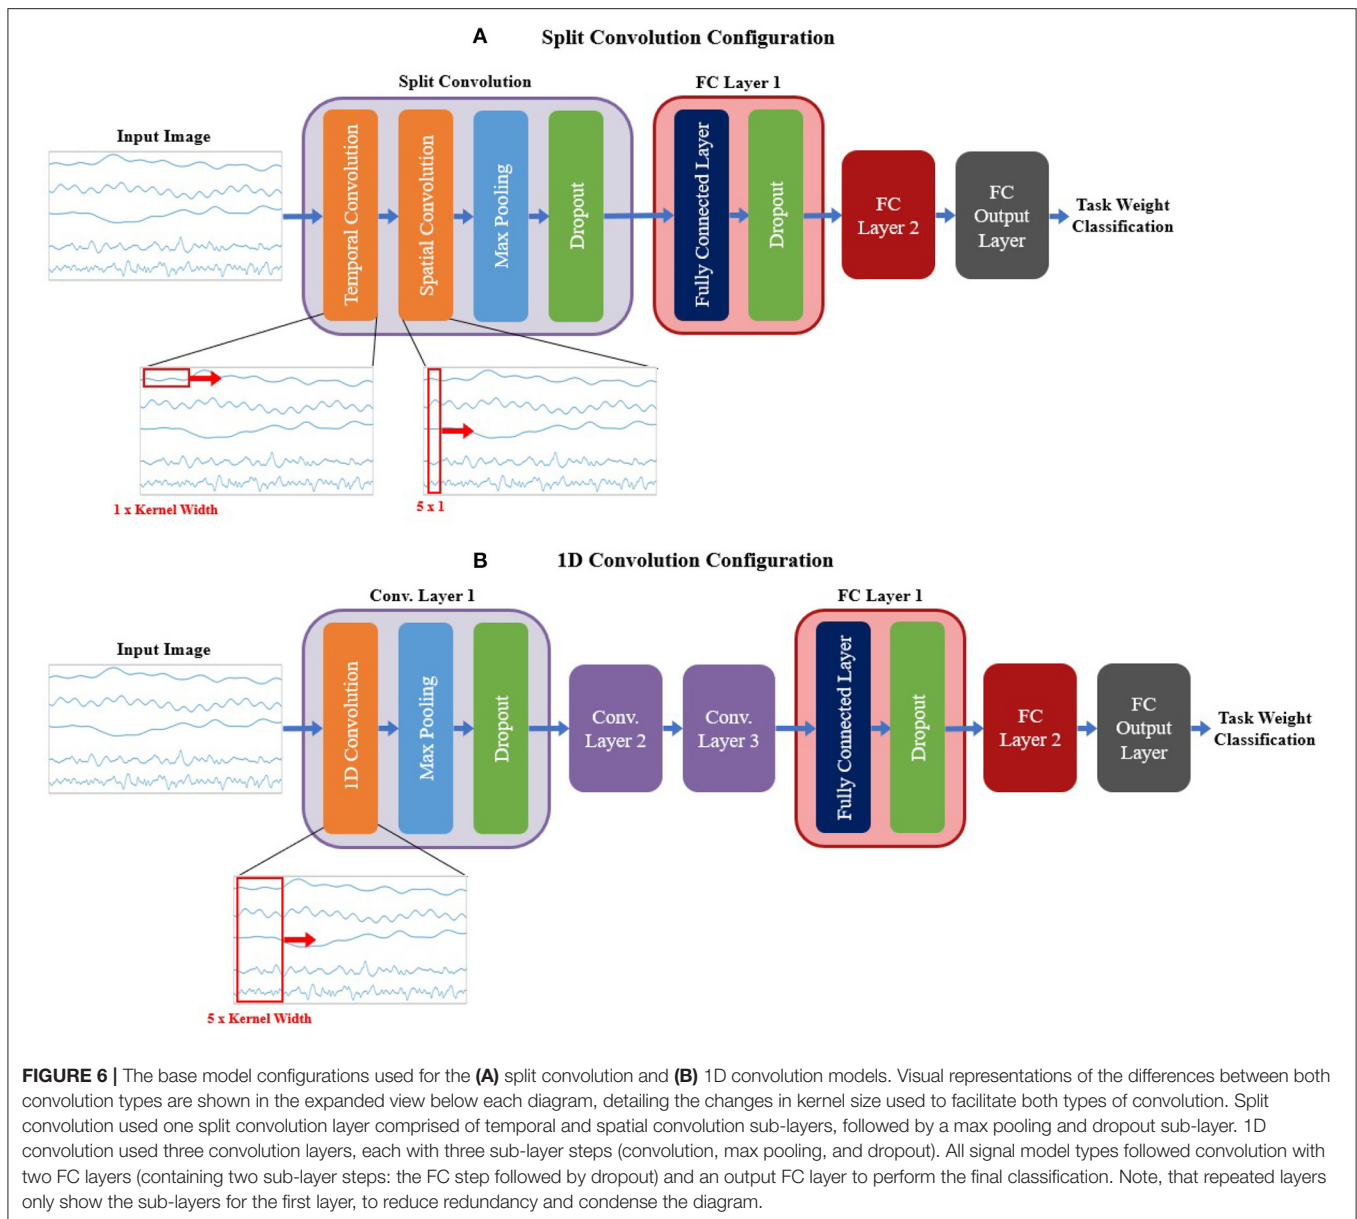 A Split Convolution Configuration
Split Convolution
FC Layer 1
Input Image
Temporal Convolution
Spatial Convolution
Max Pooling
Dropout
Fully Connected Layer
Dropout
FC
Layer 2
FC
Output
Layer
Task Weight
Classification
1 x Kernel Width
5 x 1
B 1D Convolution Configuration
Conv. Layer 1
FC Layer 1
Input Image
1D Convolution
Max Pooling
Dropout
Conv.
Layer 2
Conv.
Layer 3
Fully Connected Layer
Dropout
FC
Layer 2
FC
Output
Layer
Task Weight
Classification
5 x Kernel Width
FIGURE 6 | The base model configurations used for the (A) split convolution and (B) 1D convolution models. Visual representations of the differences between both
convolution types are shown in the expanded view below each diagram, detailing the changes in kernel size used to facilitate both types of convolution. Split
convolution used one split convolution layer comprised of temporal and spatial convolution sub-layers, followed by a max pooling and dropout sub-layer. 1D
convolution used three convolution layers, each with three sub-layer steps (convolution, max pooling, and dropout). All signal model types followed convolution with
two FC layers (containing two sub-layer steps: the FC step followed by dropout) and an output FC layer to perform the final classification. Note, that repeated layers
only show the sub-layers for the first layer, to reduce redundancy and condense the diagram.